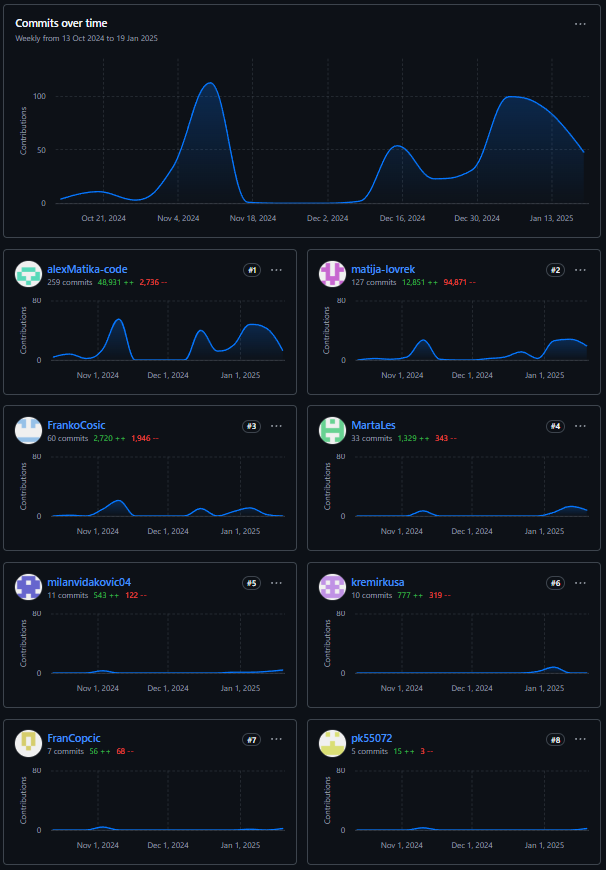 Commits over time
Weekly from 13 Oct 2024 to 19 Jan 2025
Contributions
100
50
0
Oct 21, 2024 Nov 4, 2024 Nov 18, 2024 Dec 2, 2024 Dec 16, 2024 Dec 30, 2024 Jan 13, 2025
alexMatika-code #1
259 commits 48,931 ++ 2,736 --
Contributions
80
0
Nov 1, 2024 Dec 1, 2024 Jan 1, 2025
matija-lovrek #2
127 commits 12,851 ++ 94,871 --
Contributions
80
0
Nov 1, 2024 Dec 1, 2024 Jan 1, 2025
FrankoCosic #3
60 commits 2,720 ++ 1,946 --
Contributions
80
0
Nov 1, 2024 Dec 1, 2024 Jan 1, 2025
MartaLes #4
33 commits 1,329 ++ 343 --
Contributions
80
0
Nov 1, 2024 Dec 1, 2024 Jan 1, 2025
milanvidakovic04 #5
11 commits 543 ++ 122 --
Contributions
80
0
Nov 1, 2024 Dec 1, 2024 Jan 1, 2025
kremirkusa #6
10 commits 777 ++ 319 --
Contributions
80
0
Nov 1, 2024 Dec 1, 2024 Jan 1, 2025
FranCopcic #7
7 commits 56 ++ 68 --
Contributions
80
0
Nov 1, 2024 Dec 1, 2024 Jan 1, 2025
pk55072 #8
5 commits 15 ++ 3 --
Contributions
80
0
Nov 1, 2024 Dec 1, 2024 Jan 1, 2025